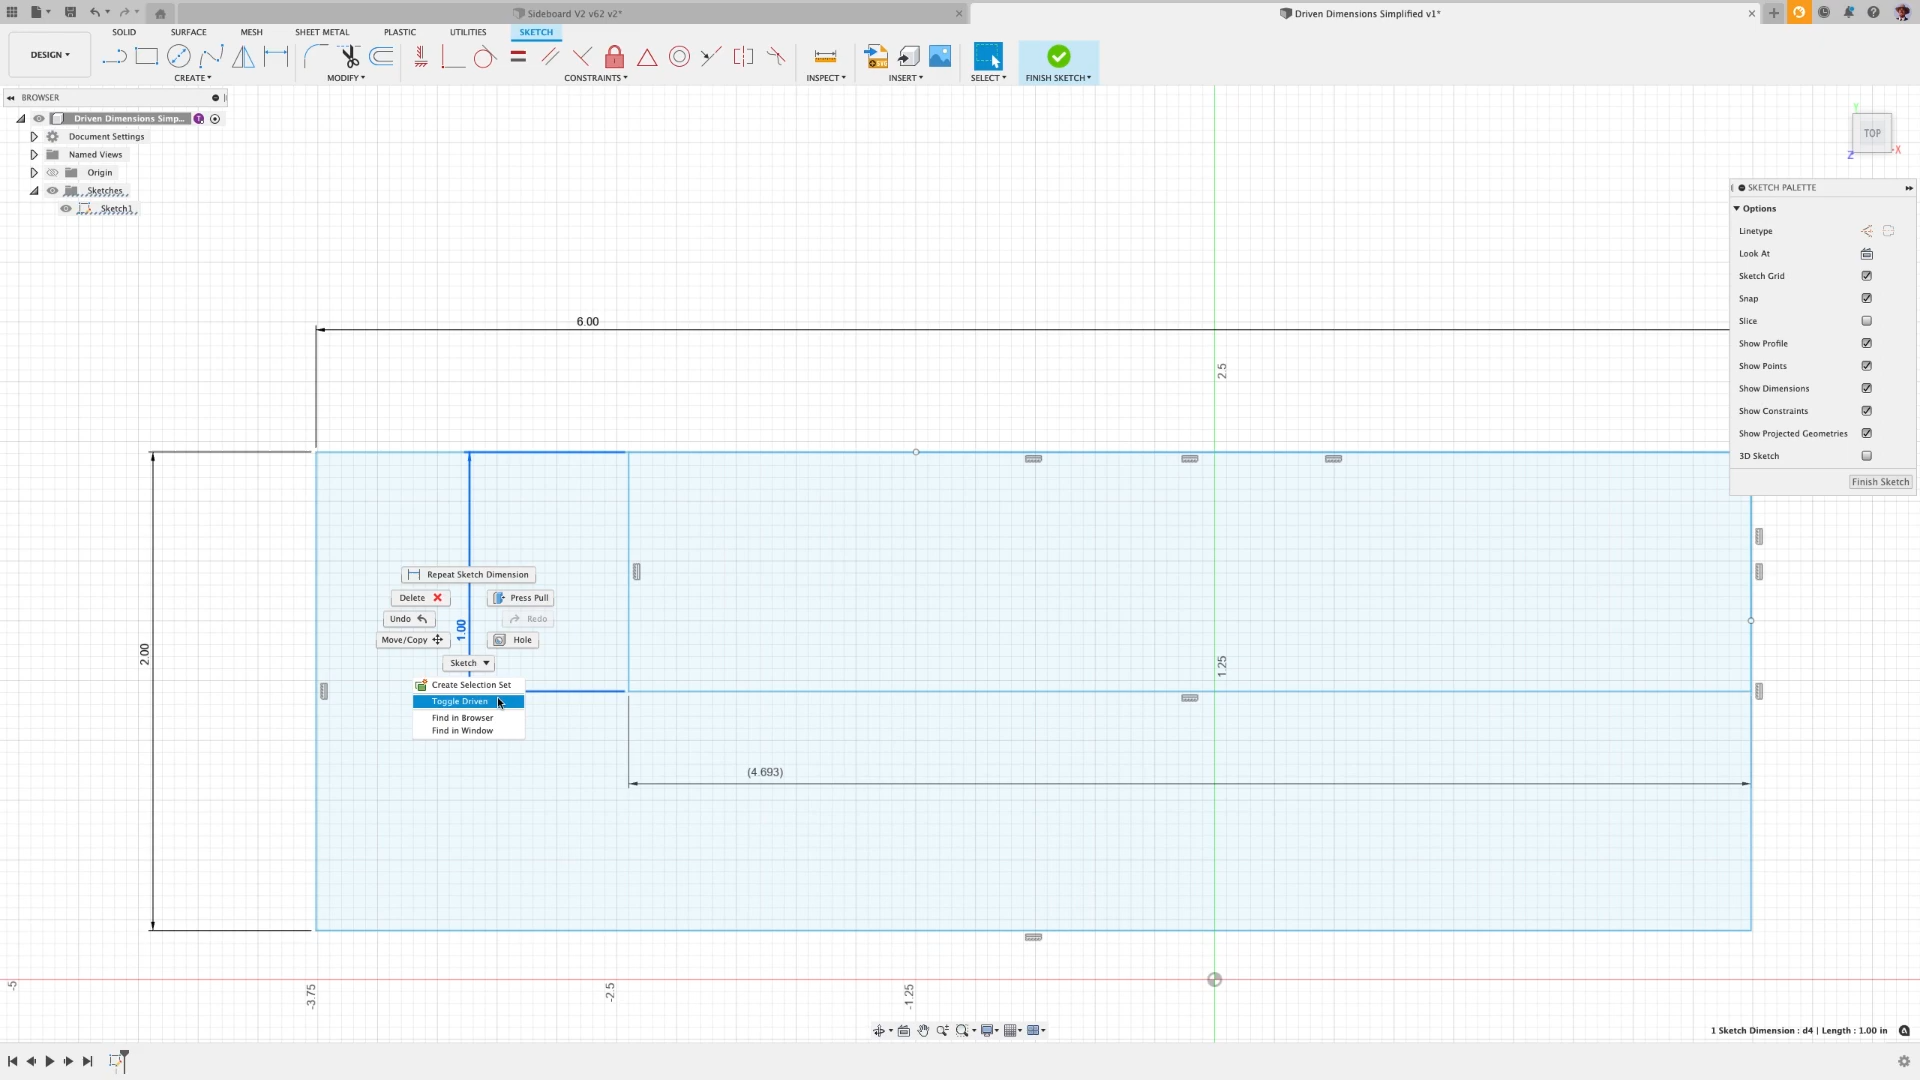 Sideboard V2 v62 v2*
Driven Dimensions Simplified v1*
SOLID SURFACE MESH SHEET METAL PLASTIC UTILITIES SKETCH
DESIGN
CREATE MODIFY CONSTRAINTS INSPECT INSERT SELECT FINISH SKETCH
BROWSER
Driven Dimensions Simp...
Document Settings
Named Views
Origin
Sketches
Sketch1
TOP
Y
X
Z
SKETCH PALETTE
Options
Linetype
Look At
Sketch Grid
Snap
Slice
Show Profile
Show Points
Show Dimensions
Show Constraints
Show Projected Geometries
3D Sketch
Finish Sketch
6.00
2.5
Repeat Sketch Dimension
Delete
Press Pull
Undo
Redo
1.00
Move/Copy
Hole
2.00
Sketch
1.25
Create Selection Set
Toggle Driven
Find in Browser
Find in Window
(4.693)
-5
-3.75
-2.5
-1.25
1 Sketch Dimension : d4 | Length : 1.00 in